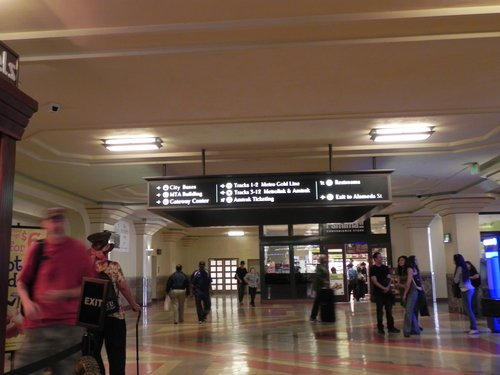 City Buses
MTA Building
Gateway Center
Tracks 1-2 Metro Gold Line
Tracks 3-12 Metrolink & Amtrak
Amtrak Ticketing
Restrooms
Exit to Alameda St
EXIT